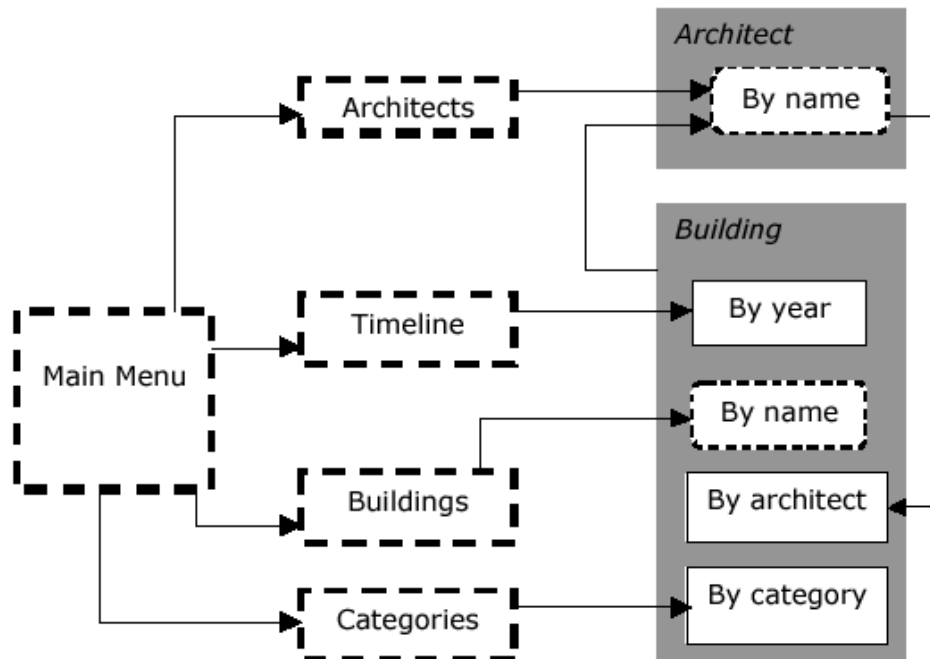 Architect
By name
Architects
Building
By year
Timeline
Main Menu
By name
Buildings
By architect
By category
Categories